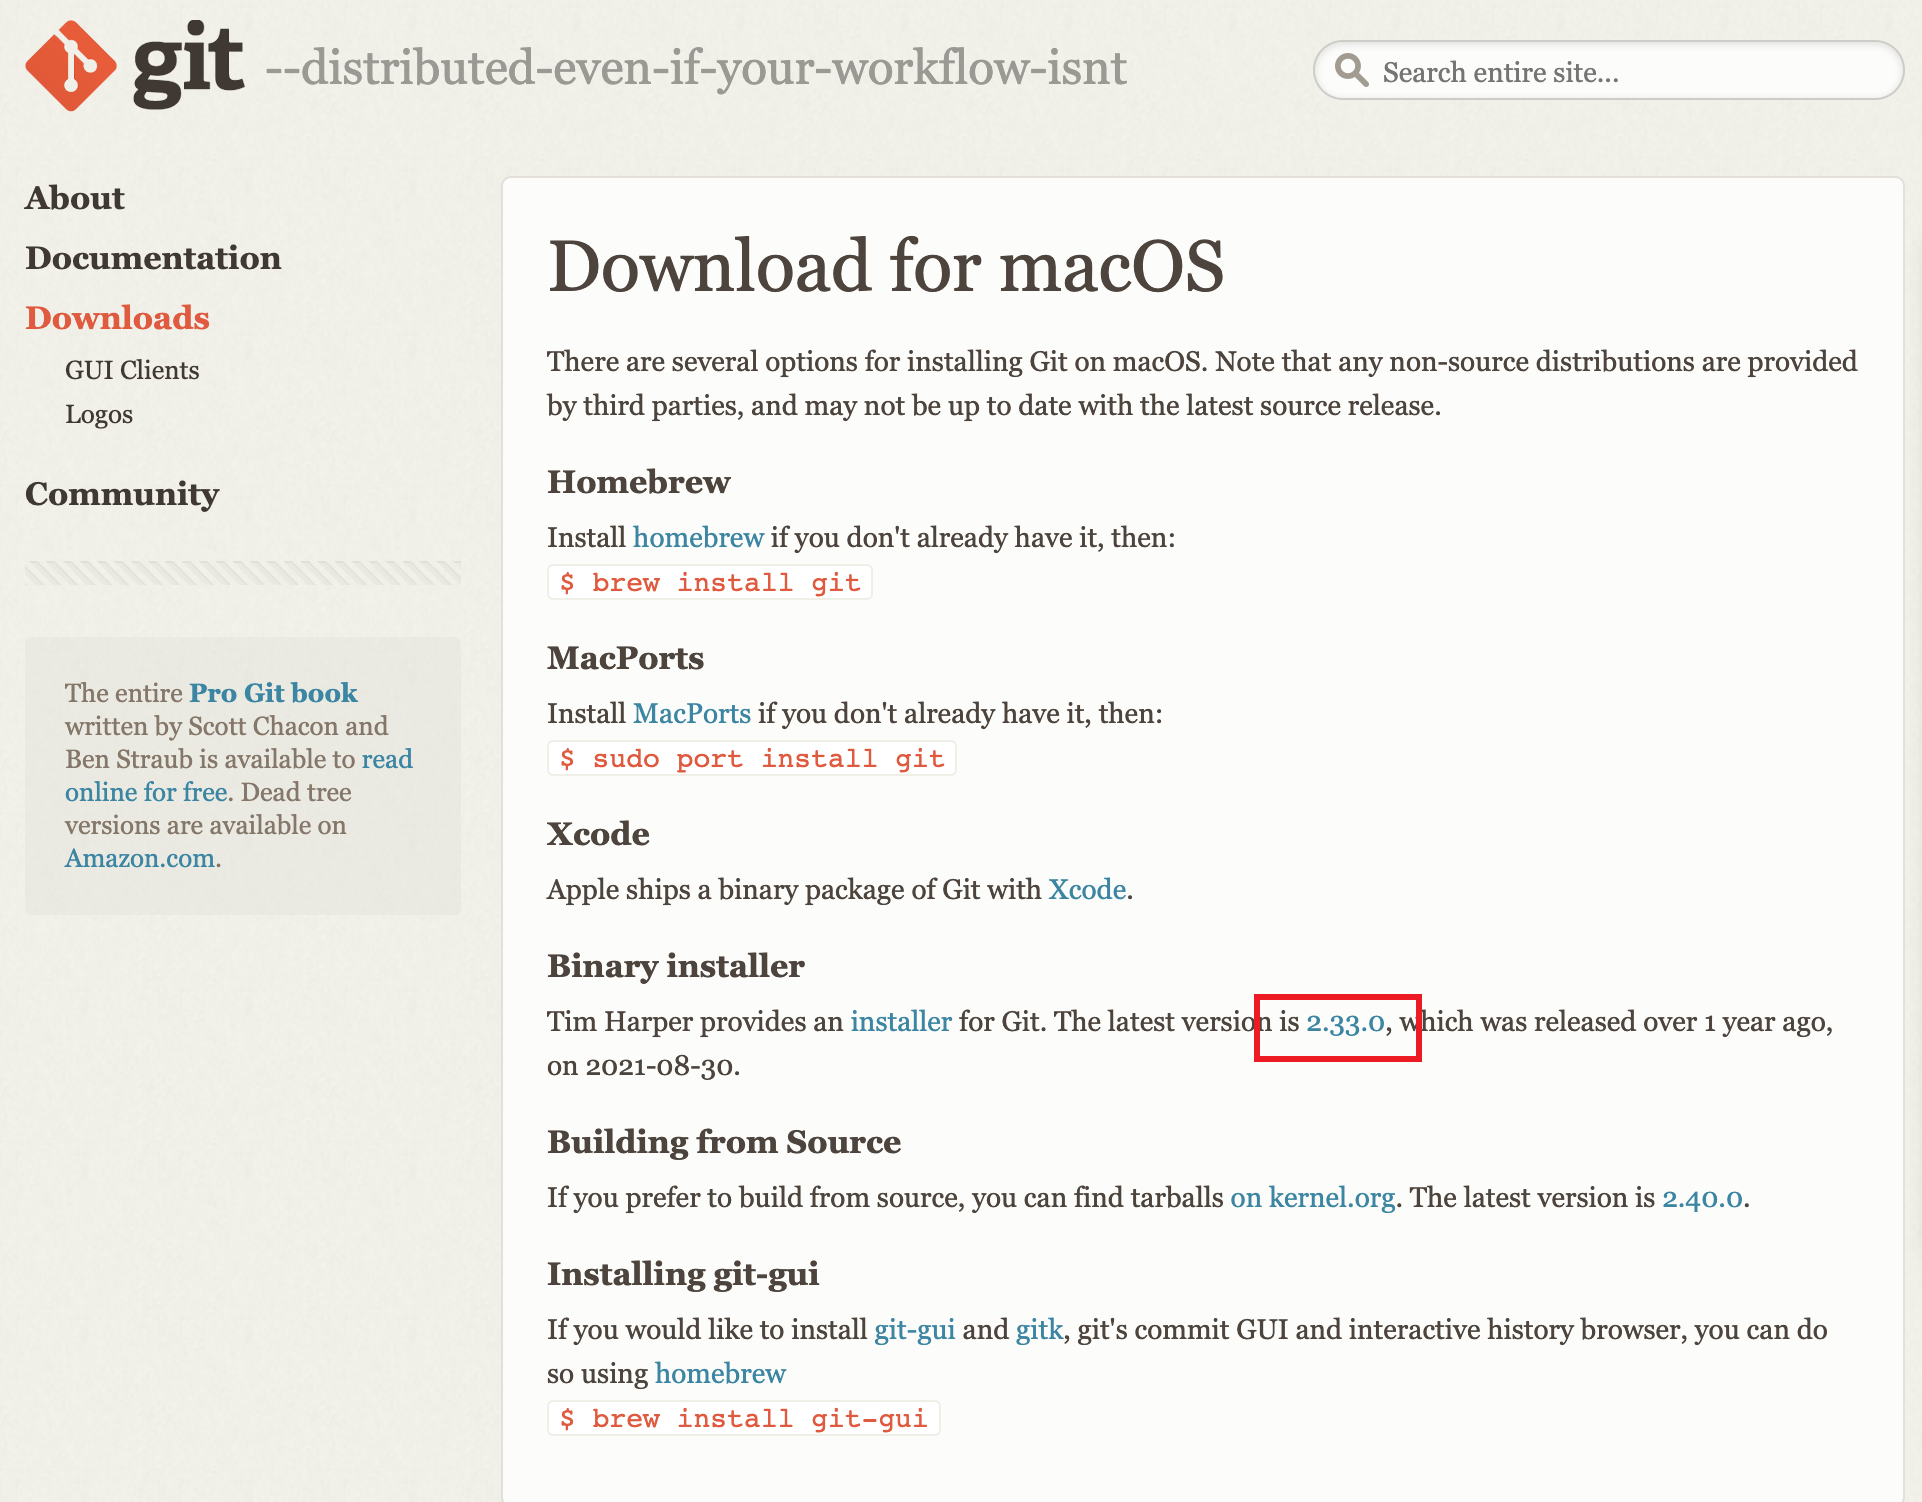 git --distributed-even-if-your-workflow-isnt
Search entire site...
About
Documentation
Downloads
GUI Clients
Logos
Community
The entire Pro Git book
written by Scott Chacon and
Ben Straub is available to read
online for free. Dead tree
versions are available on
Amazon.com.
Download for macOS
There are several options for installing Git on macOS. Note that any non-source distributions are provided
by third parties, and may not be up to date with the latest source release.
Homebrew
Install homebrew if you don't already have it, then:
$ brew install git
MacPorts
Install MacPorts if you don't already have it, then:
$ sudo port install git
Xcode
Apple ships a binary package of Git with Xcode.
Binary installer
Tim Harper provides an installer for Git. The latest version is 2.33.0, which was released over 1 year ago,
on 2021-08-30.
Building from Source
If you prefer to build from source, you can find tarballs on kernel.org. The latest version is 2.40.0.
Installing git-gui
If you would like to install git-gui and gitk, git's commit GUI and interactive history browser, you can do
so using homebrew
$ brew install git-gui